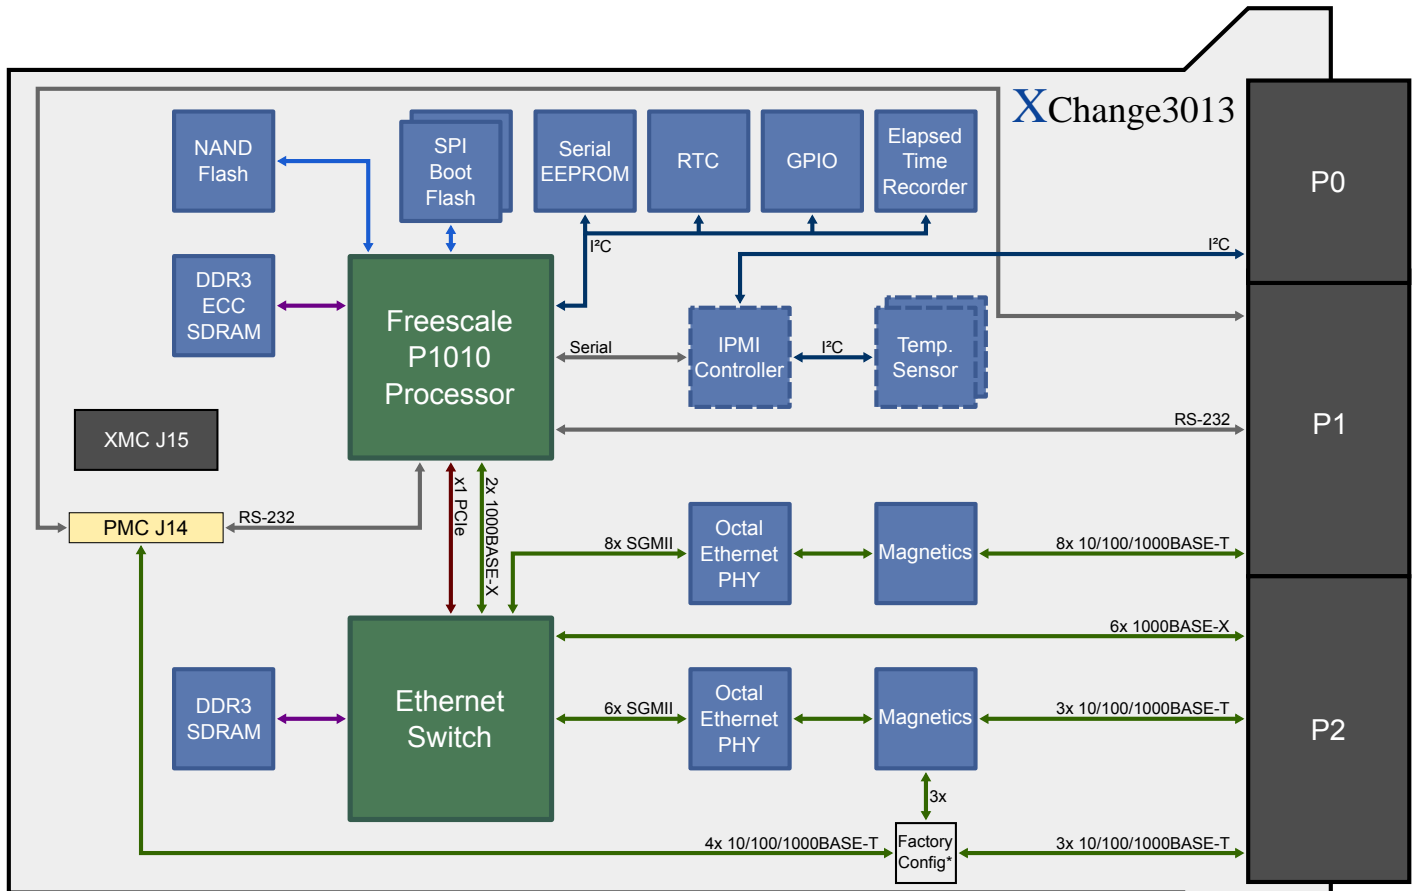 XChange3013
NAND
Flash
SPI
Boot
Flash
Serial
EEPROM
RTC
GPIO
Elapsed
Time
Recorder
P0
I²C
I²C
DDR3
ECC
SDRAM
Freescale
P1010
Processor
Serial
IPMI
Controller
I²C
Temp.
Sensor
P1
RS-232
XMC J15
PMC J14
RS-232
x1 PCIe
2x 1000BASE-X
8x SGMII
Octal
Ethernet
PHY
Magnetics
8x 10/100/1000BASE-T
6x 1000BASE-X
DDR3
SDRAM
Ethernet
Switch
6x SGMII
Octal
Ethernet
PHY
Magnetics
3x 10/100/1000BASE-T
P2
3x
4x 10/100/1000BASE-T
Factory
Config*
3x 10/100/1000BASE-T